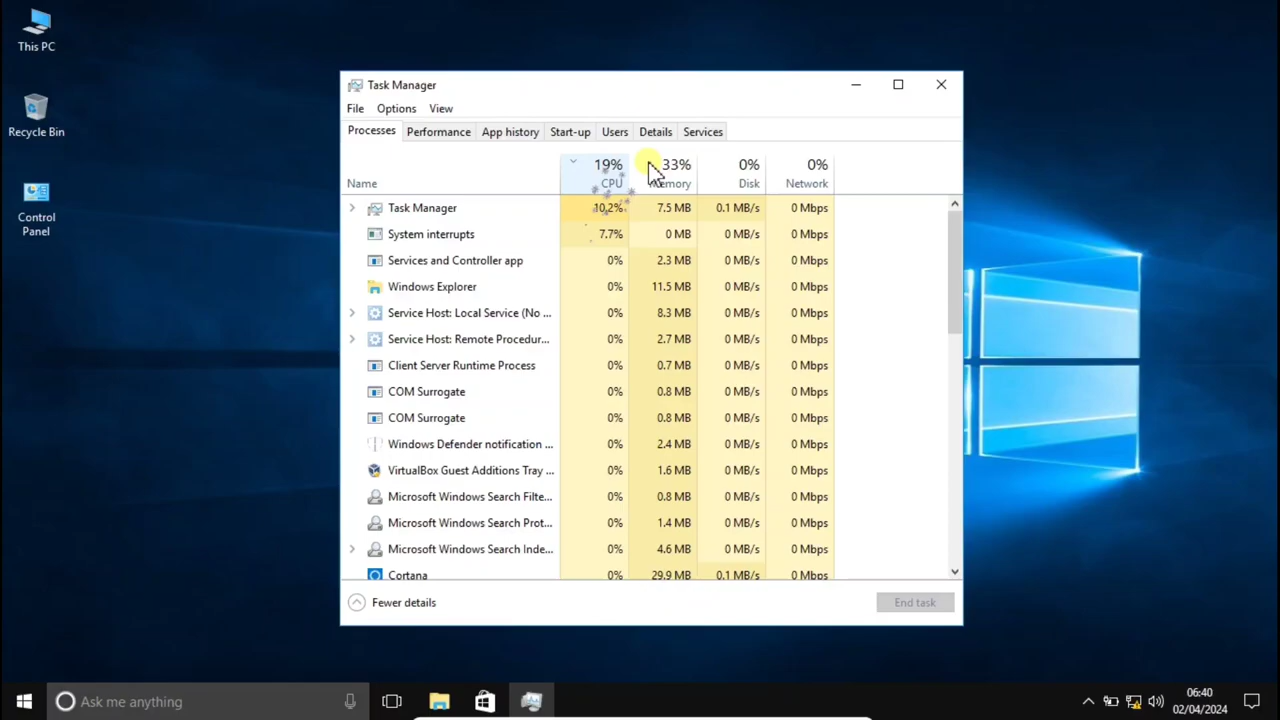 This PC
Recycle Bin
Control
Panel
Task Manager
File Options View
Processes Performance App history Start-up Users Details Services
19% 33% 0% 0%
Name CPU Memory Disk Network
Task Manager 10.2% 7.5 MB 0.1 MB/s 0 Mbps
System interrupts 7.7% 0 MB 0 MB/s 0 Mbps
Services and Controller app 0% 2.3 MB 0 MB/s 0 Mbps
Windows Explorer 0% 11.5 MB 0 MB/s 0 Mbps
Service Host: Local Service (No ... 0% 8.3 MB 0 MB/s 0 Mbps
Service Host: Remote Procedur... 0% 2.7 MB 0 MB/s 0 Mbps
Client Server Runtime Process 0% 0.7 MB 0 MB/s 0 Mbps
COM Surrogate 0% 0.8 MB 0 MB/s 0 Mbps
COM Surrogate 0% 0.8 MB 0 MB/s 0 Mbps
Windows Defender notification ... 0% 2.4 MB 0 MB/s 0 Mbps
VirtualBox Guest Additions Tray ... 0% 1.6 MB 0 MB/s 0 Mbps
Microsoft Windows Search Filte... 0% 0.8 MB 0 MB/s 0 Mbps
Microsoft Windows Search Prot... 0% 1.4 MB 0 MB/s 0 Mbps
Microsoft Windows Search Inde... 0% 4.6 MB 0 MB/s 0 Mbps
Cortana 0% 29.9 MB 0.1 MB/s 0 Mbps
Fewer details End task
Ask me anything
06:40
02/04/2024